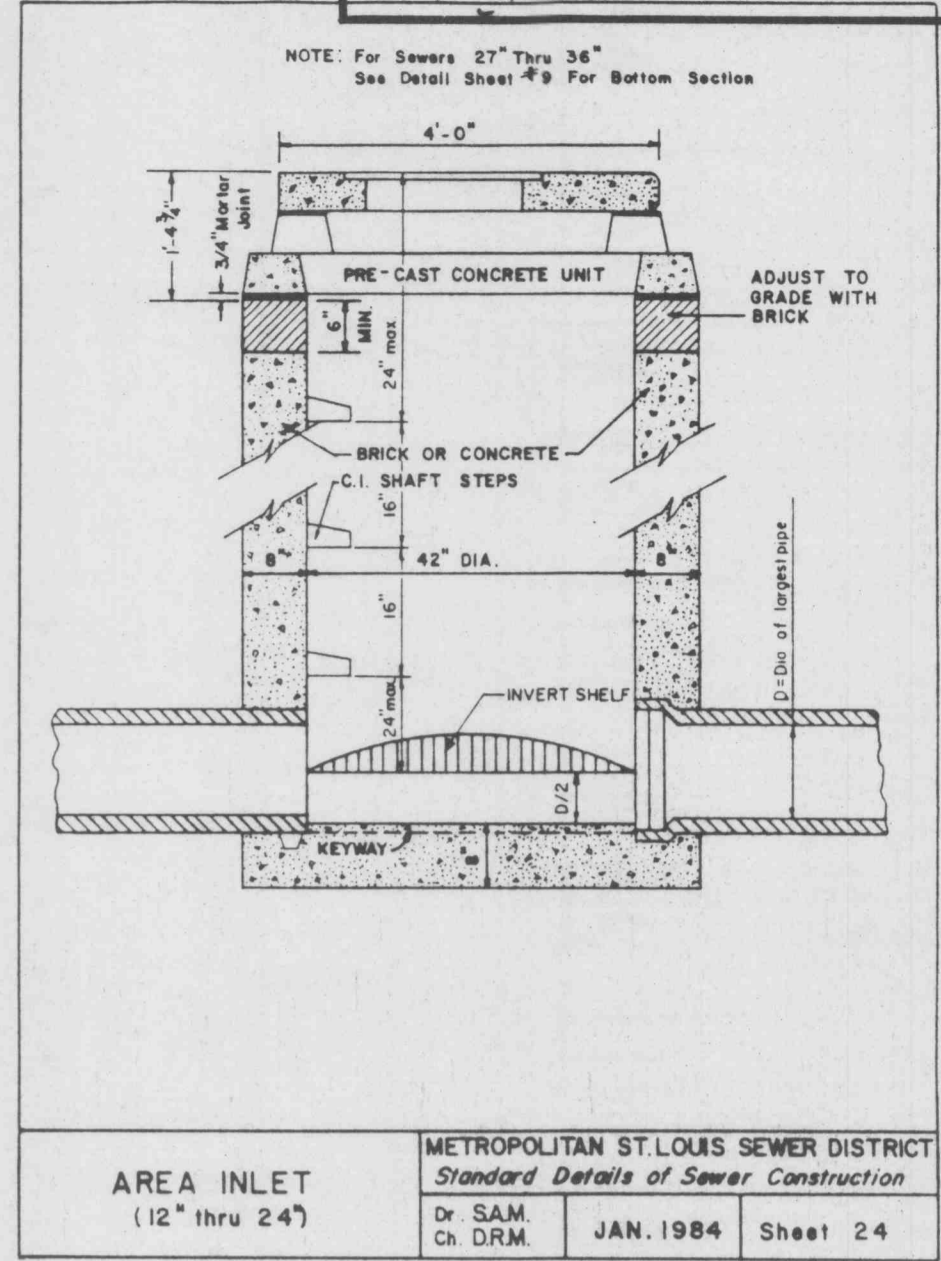 NOTE: For Sewers 27" Thru 36"
See Detail Sheet #9 For Bottom Section
4'-0"
1'-4 3/4"
3/4" Mortar
Joint
PRE-CAST CONCRETE UNIT
ADJUST TO
GRADE WITH
BRICK
6"
MIN.
24" max
BRICK OR CONCRETE
C.I. SHAFT STEPS
16"
8"
42" DIA.
8"
D=Dia of largest pipe
16"
INVERT SHELF
24" max
D/2
KEYWAY
8"
AREA INLET
(12" thru 24")
METROPOLITAN ST. LOUIS SEWER DISTRICT
Standard Details of Sewer Construction
Dr. S.A.M.
Ch. D.R.M.
JAN. 1984
Sheet 24